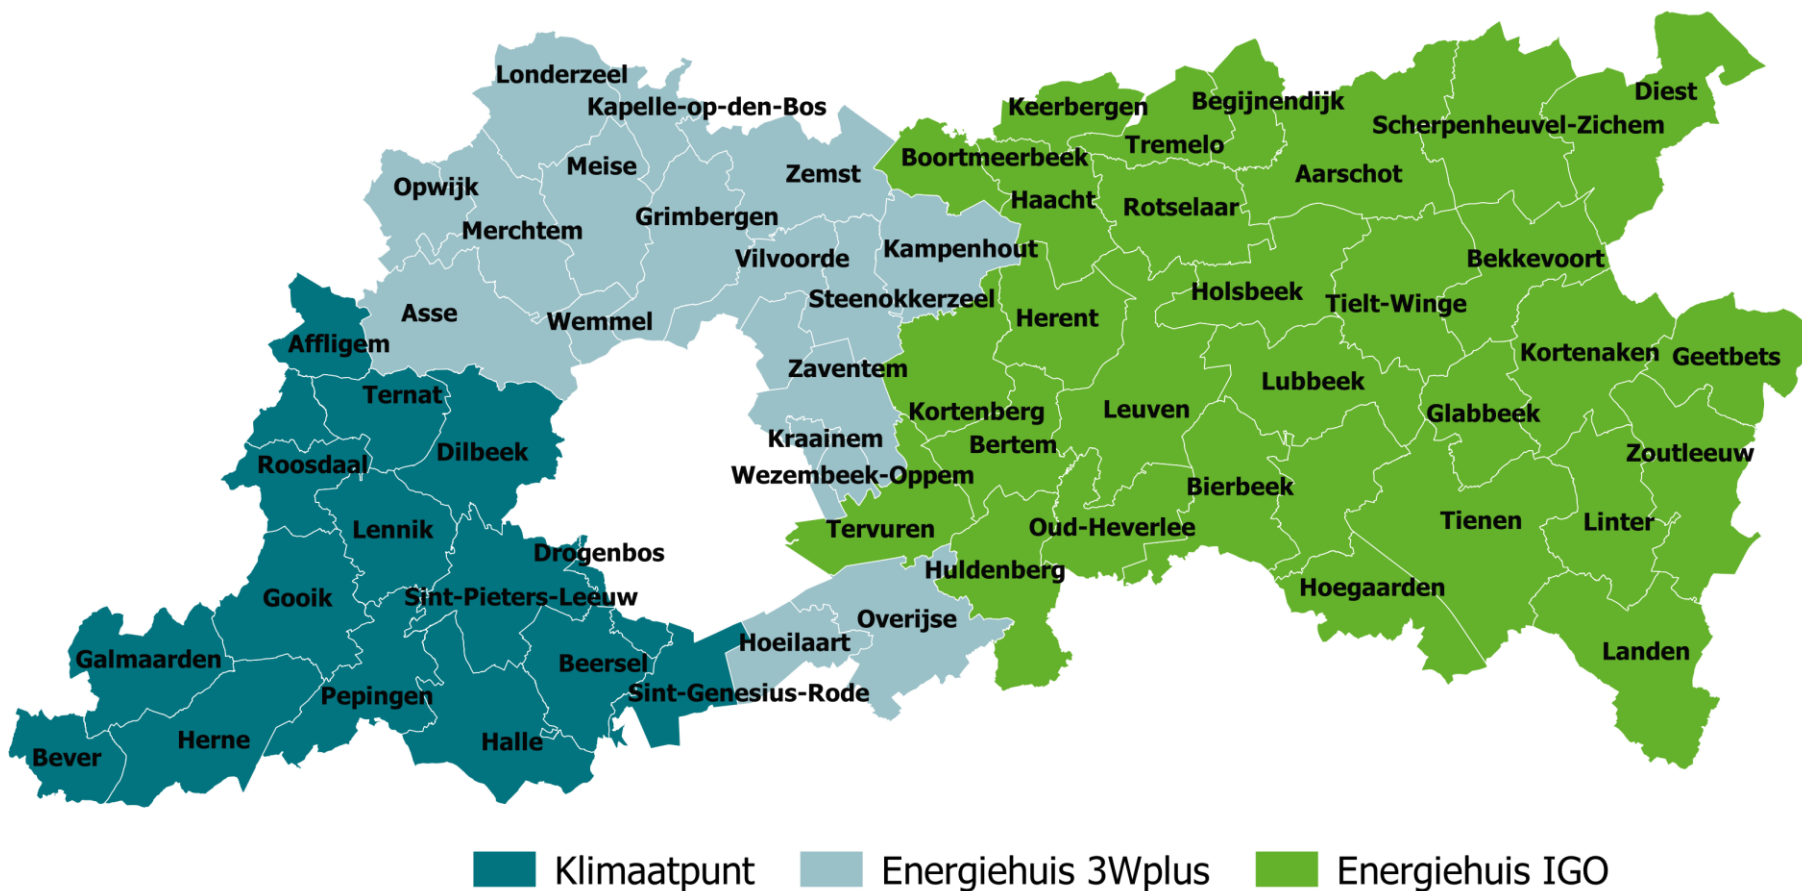 Londerzeel
Kapelle-op-den-Bos
Keerbergen
Begijnendijk
Diest
Scherpenheuvel-Zichem
Tremelo
Boortmeerbeek
Meise
Zemst
Aarschot
Opwijk
Haacht
Rotselaar
Grimbergen
Merchtem
Kampenhout
Vilvoorde
Bekkevoort
Holsbeek
Steenokkerzeel
Tielt-Winge
Asse
Wemmel
Herent
Affligem
Kortenaken
Geetbets
Zaventem
Lubbeek
Ternat
Kortenberg
Leuven
Glabbeek
Kraainem
Bertem
Dilbeek
Zoutleeuw
Roosdaal
Wezembeek-Oppem
Bierbeek
Lennik
Tervuren
Oud-Heverlee
Tienen
Linter
Drogenbos
Huldenberg
Hoegaarden
Gooik
Sint-Pieters-Leeuw
Overijse
Hoeilaart
Landen
Galmaarden
Beersel
Pepingen
Sint-Genesius-Rode
Herne
Halle
Bever
Klimaatpunt
Energiehuis 3Wplus
Energiehuis IGO